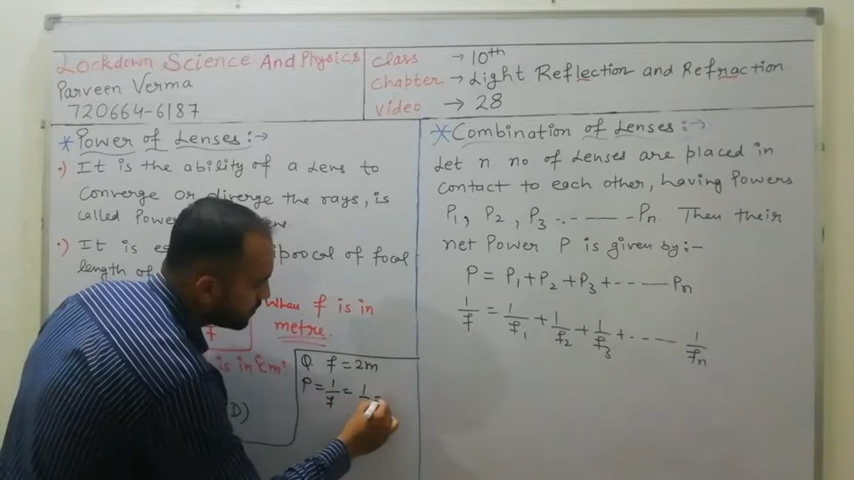 Lockdown Science And Physics
Parveen Verma
720664-6187
Class → 10th
Chapter → Light Reflection and Refraction
Video → 28
* Power of Lenses :→
•) It is the ability of a Lens to
Converge or diverge the rays, is
called Power
•) It is reciprocal of focal
length of
When f is in
metre.
is in cm'
D)
Q f = 2m
P = 1/f = 1/ =
* Combination of Lenses :→
Let n no of Lenses are placed in
contact to each other, having Powers
P1, P2, P3 ..----Pn. Then their
net Power P is given by:-
P = P1 + P2 + P3 + ----- Pn
1/f = 1/f1 + 1/f2 + 1/f3 + ----- 1/fn